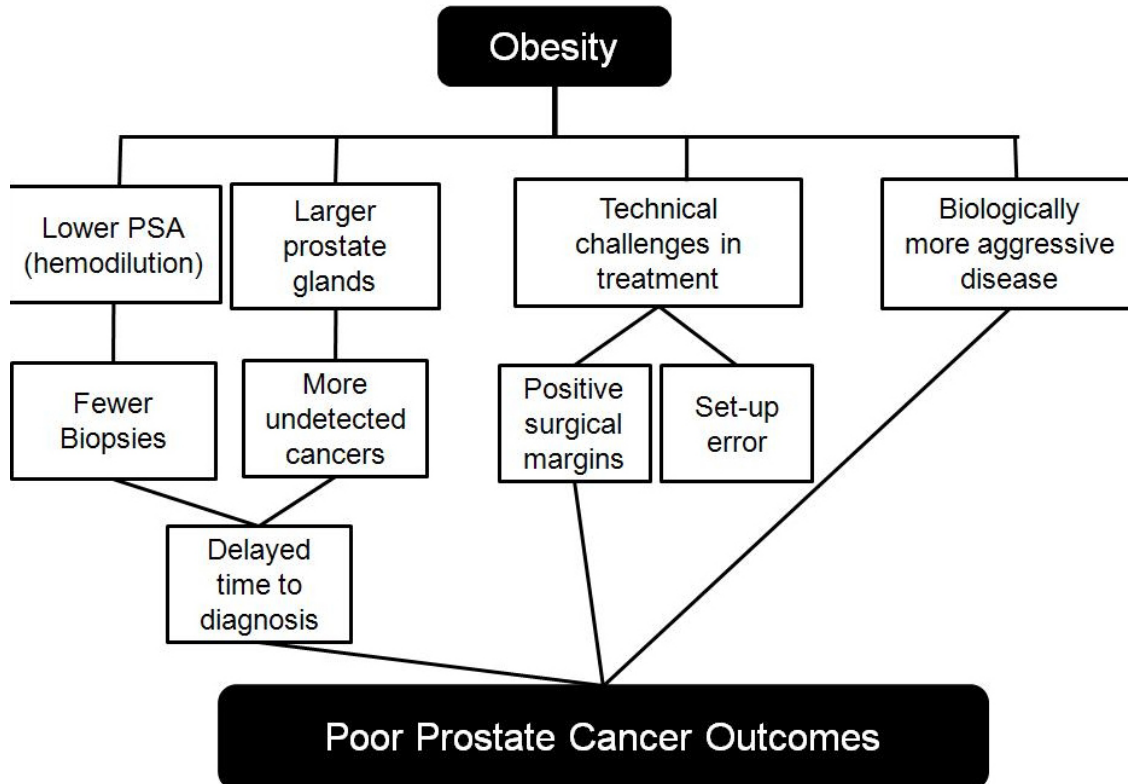 Obesity
Lower PSA
(hemodilution)
Larger
prostate
glands
Technical
challenges in
treatment
Biologically
more aggressive
disease
Fewer
Biopsies
More
undetected
cancers
Positive
surgical
margins
Set-up
error
Delayed
time to
diagnosis
Poor Prostate Cancer Outcomes